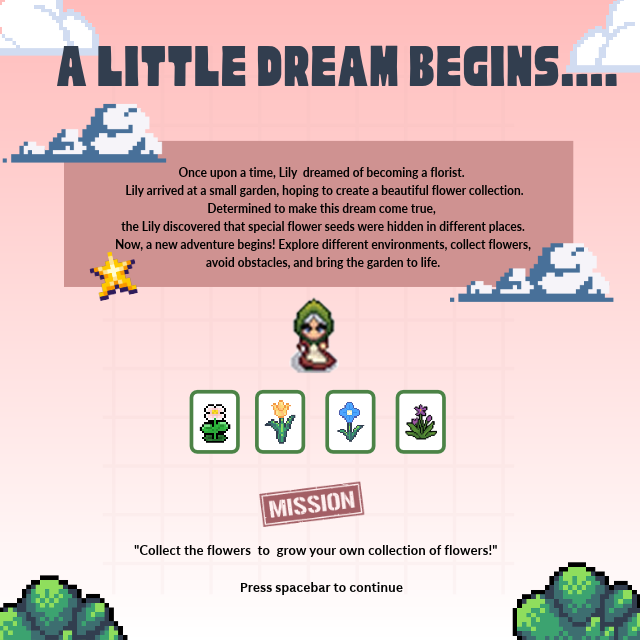 A LITTLE DREAM BEGINS....
Once upon a time, Lily  dreamed of becoming a florist.
Lily arrived at a small garden, hoping to create a beautiful flower collection.
Determined to make this dream come true,
the Lily discovered that special flower seeds were hidden in different places.
Now, a new adventure begins! Explore different environments, collect flowers,
avoid obstacles, and bring the garden to life.
MISSION
"Collect the flowers  to  grow your own collection of flowers!"
Press spacebar to continue